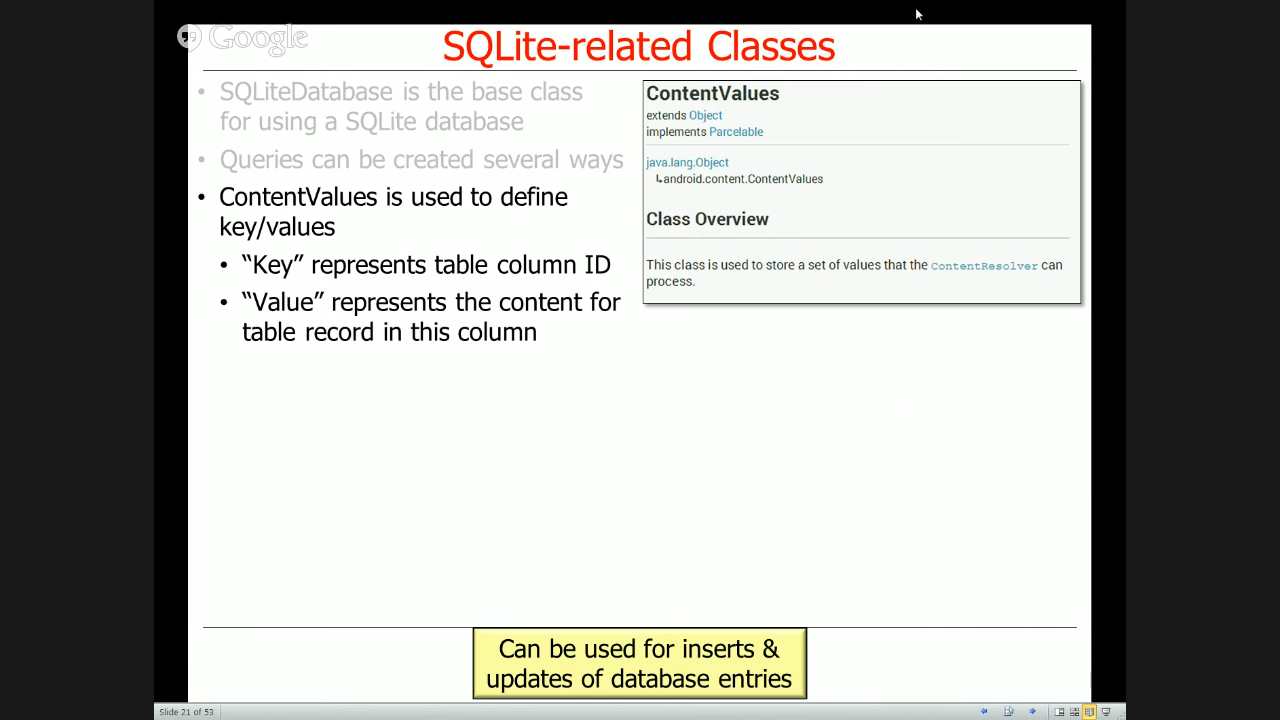 Google
SQLite-related Classes
• SQLiteDatabase is the base class
for using a SQLite database
• Queries can be created several ways
• ContentValues is used to define
key/values
• “Key” represents table column ID
• “Value” represents the content for
table record in this column
ContentValues
extends Object
implements Parcelable
java.lang.Object
↳android.content.ContentValues
Class Overview
This class is used to store a set of values that the ContentResolver can
process.
Can be used for inserts &
updates of database entries
Slide 21 of 53